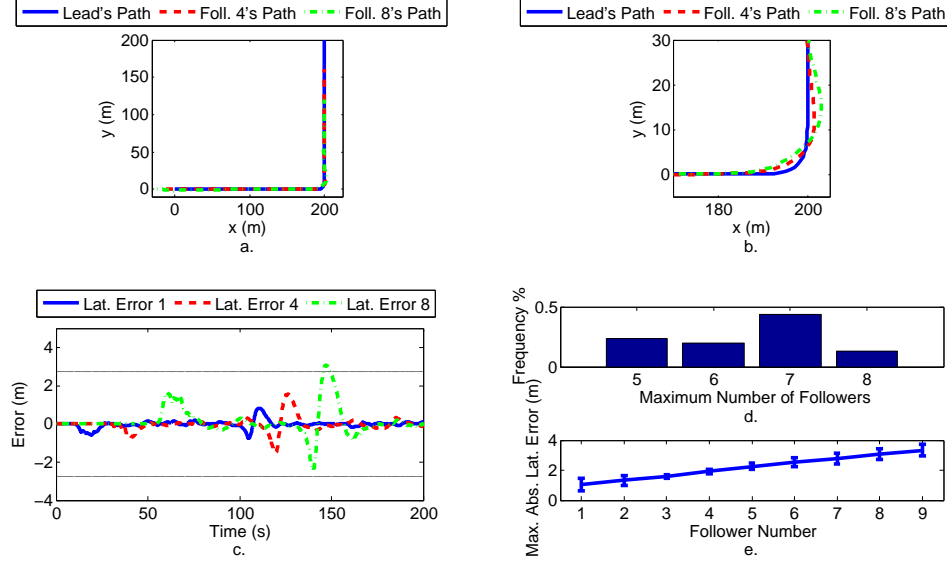 Lead's Path Foll. 4's Path Foll. 8's Path
200
150
100
50
0
y (m)
0 100 200
x (m)
a.
Lead's Path Foll. 4's Path Foll. 8's Path
30
20
10
0
y (m)
180 200
x (m)
b.
Lat. Error 1 Lat. Error 4 Lat. Error 8
4
2
0
−2
−4
Error (m)
0 50 100 150 200
Time (s)
c.
0.5
0
Frequency %
5 6 7 8
Maximum Number of Followers
d.
4
2
0
Max. Abs. Lat. Error (m)
1 2 3 4 5 6 7 8 9
Follower Number
e.